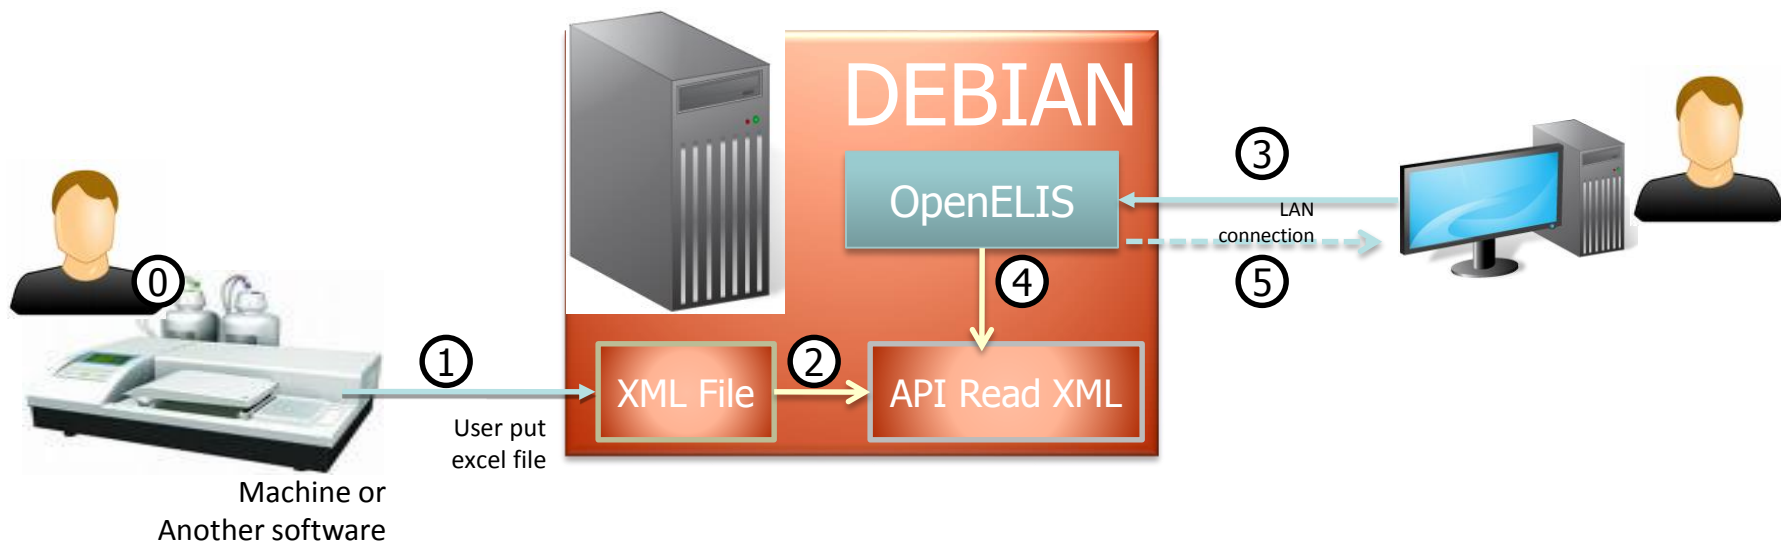 DEBIAN
3
OpenELIS
LAN
connection
0
4
5
1
2
XML File
API Read XML
User put
excel file
Machine or
Another software